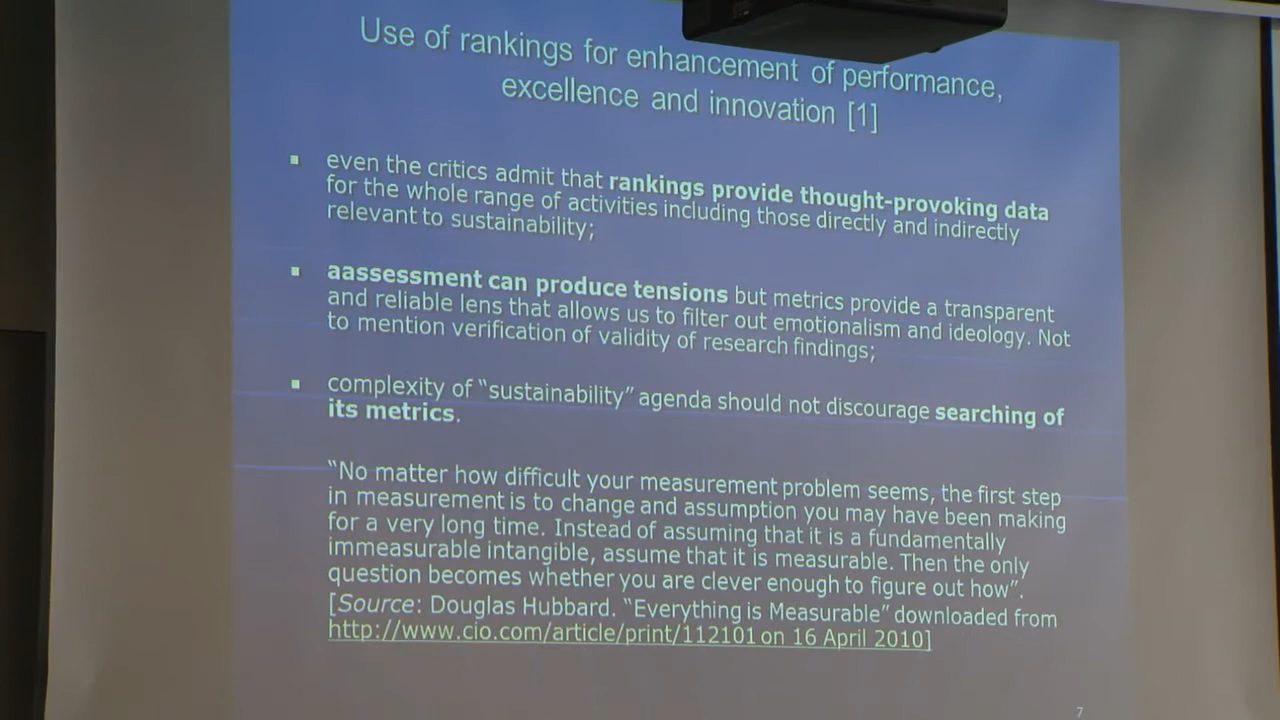 Use of rankings for enhancement of performance,
excellence and innovation [1]
▪ even the critics admit that rankings provide thought-provoking data
for the whole range of activities including those directly and indirectly
relevant to sustainability;
▪ aassessment can produce tensions but metrics provide a transparent
and reliable lens that allows us to filter out emotionalism and ideology. Not
to mention verification of validity of research findings;
▪ complexity of “sustainability” agenda should not discourage searching of
its metrics.
“No matter how difficult your measurement problem seems, the first step
in measurement is to change and assumption you may have been making
for a very long time. Instead of assuming that it is a fundamentally
immeasurable intangible, assume that it is measurable. Then the only
question becomes whether you are clever enough to figure out how”.
[Source: Douglas Hubbard. “Everything is Measurable” downloaded from
http://www.cio.com/article/print/112101 on 16 April 2010]
7